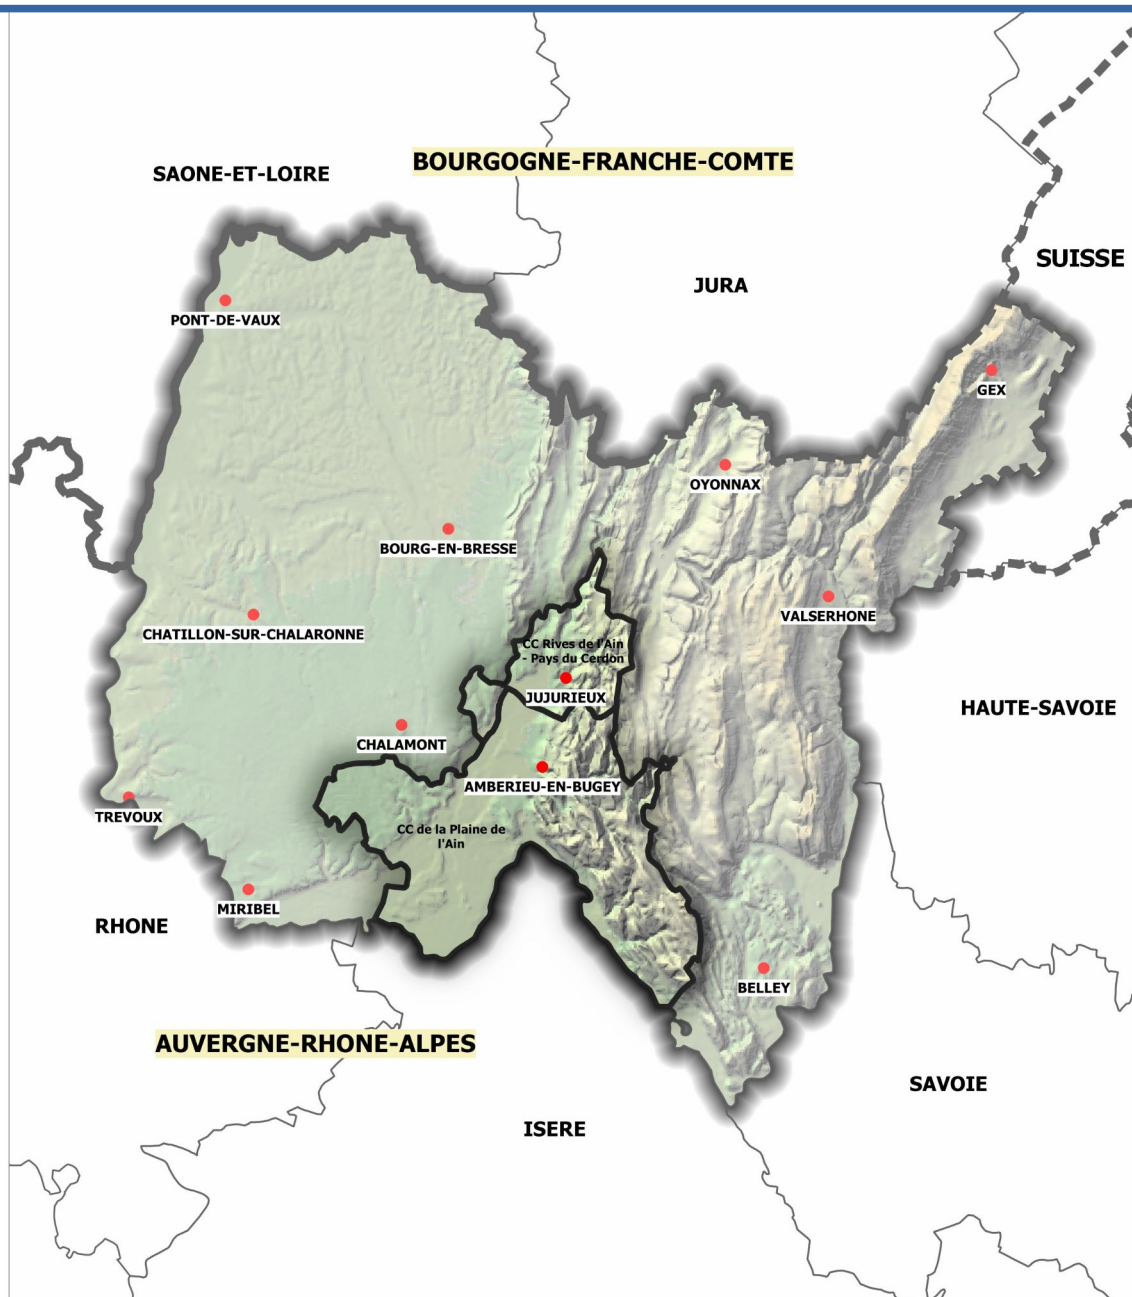 BOURGOGNE-FRANCHE-COMTE
SAONE-ET-LOIRE
SUISSE
JURA
PONT-DE-VAUX
GEX
OYONNAX
BOURG-EN-BRESSE
VALSERHONE
CHATILLON-SUR-CHALARONNE
CC Rives de l'Ain
- Pays du Cerdon
JUJURIEUX
HAUTE-SAVOIE
CHALAMONT
AMBERIEU-EN-BUGEY
TREVOUX
CC de la Plaine de
l'Ain
MIRIBEL
RHONE
BELLEY
AUVERGNE-RHONE-ALPES
SAVOIE
ISERE